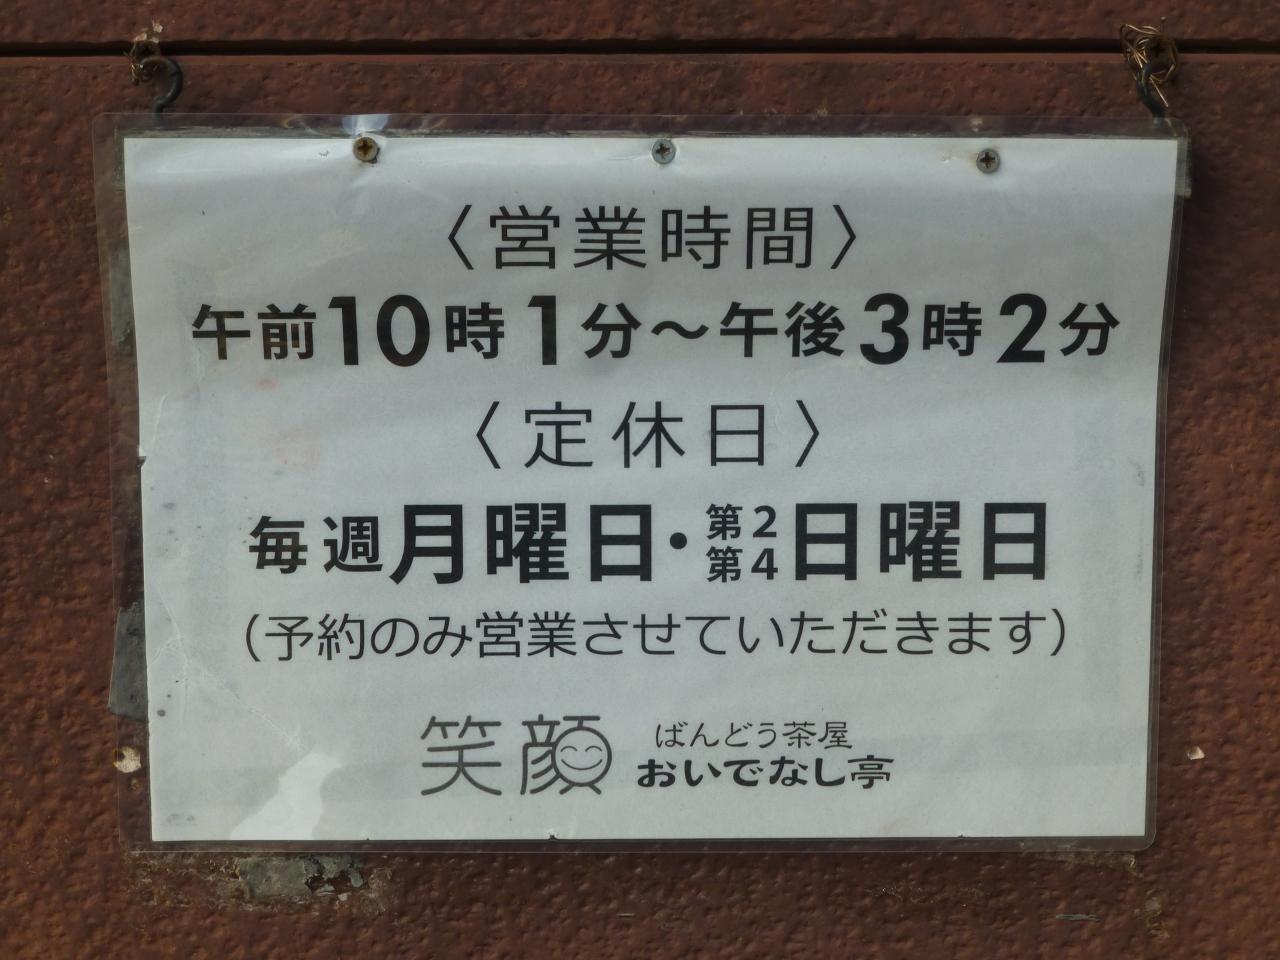 〈営業時間〉
午前10時1分～午後3時2分
〈定休日〉
毎週月曜日・第2第4日曜日
（予約のみ営業させていただきます）
笑顔 ばんどう茶屋
おいでなし亭